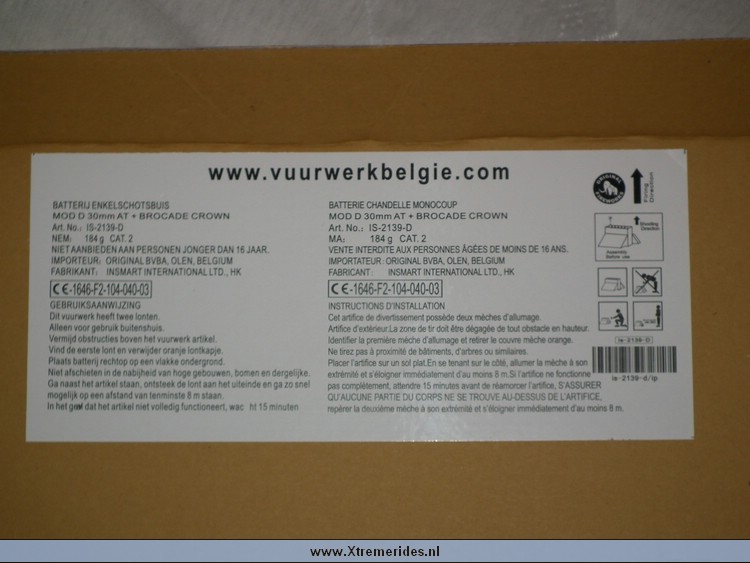 www.vuurwerkbelgie.com
BATTERIJ ENKELSCHOTSBUIS
MOD D 30mm AT + BROCADE CROWN
Art. No.: IS-2139-D
NEM: 184 g CAT. 2
NIET AANBIEDEN AAN PERSONEN JONGER DAN 16 JAAR.
IMPORTEUR: ORIGINAL BVBA, OLEN, BELGIUM
FABRIKANT: INSMART INTERNATIONAL LTD., HK
CE-1646-F2-104-040-03
GEBRUIKSAANWIJZING
Dit vuurwerk heeft twee lonten.
Alleen voor gebruik buitenshuis.
Vermijd obstructies boven het vuurwerk artikel.
Vind de eerste lont en verwijder oranje lontkapje.
Plaats batterij rechtop een vlakke ondergrond.
Niet afschieten in de nabijheid van hoge gebouwen, bomen en dergelijke.
Ga naast het artikel staan, ontsteek de lont aan het uiteinde en ga zo snel
mogelijk op een afstand van tenminste 8 m staan.
In het geval dat het artikel niet volledig functioneert, wac ht 15 minuten
BATTERIE CHANDELLE MONOCOUP
MOD D 30mm AT + BROCADE CROWN
Art. No.: IS-2139-D
MA: 184 g CAT. 2
VENTE INTERDITE AUX PERSONNES ÂGÉES DE MOINS DE 16 ANS.
IMPORTATEUR: ORIGINAL BVBA, OLEN, BELGIUM
FABRICANT : INSMART INTERNATIONAL LTD., HK
CE-1646-F2-104-040-03
INSTRUCTIONS D'INSTALLATION
Cet artifice de divertissement possède deux mèches d'allumage.
Artifice d'extérieur.La zone de tir doit être dégagée de tout obstacle en hauteur.
Identifier la première mèche d'allumage et retirer le couvre mèche orange.
Ne tirez pas à proximité de bâtiments, d'arbres ou similaires.
Placer l'artifice sur un sol plat.En se tenant sur le côté, allumer la mèche à son
extrémité et s'éloigner immédiatement d'au moins 8 m.Si l'artifice ne fonctionne
pas complètement, attendre 15 minutes avant de réamorcer l'artifice, S'ASSURER
QU'AUCUNE PARTIE DU CORPS NE SE TROUVE AU-DESSUS DE L'ARTIFICE,
repérer la deuxième mèche à son extrémité et s'éloigner immédiatement d'au moins 8 m.
ORIGINAL
Firing
Direction
Shooting
Direction
Assembly
Before use
is-2139-D
is-2139-d/ip
www.Xtremerides.nl